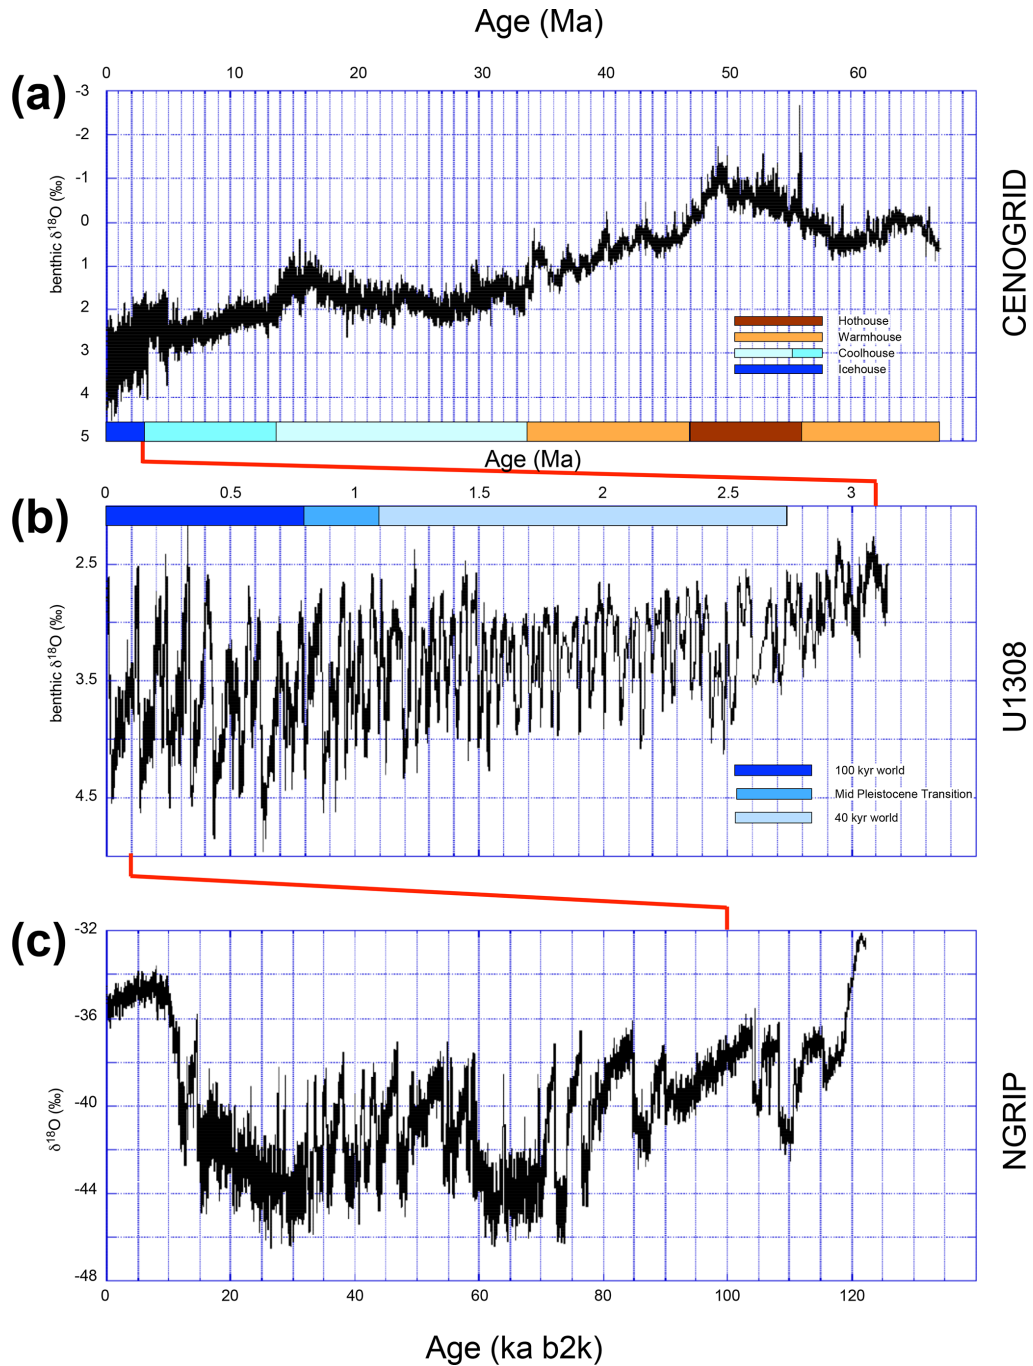 Age (Ma)
(a)
0 10 20 30 40 50 60
-3
-2
-1
0
1
2
3
4
5
benthic δ¹⁸O (‰)
CENOGRID
Hothouse
Warmhouse
Coolhouse
Icehouse
Age (Ma)
(b)
0 0.5 1 1.5 2 2.5 3
2.5
3.5
4.5
benthic δ¹⁸O (‰)
U1308
100 kyr world
Mid Pleistocene Transition
40 kyr world
(c)
-32
-36
-40
-44
-48
δ¹⁸O (‰)
NGRIP
0 20 40 60 80 100 120
Age (ka b2k)